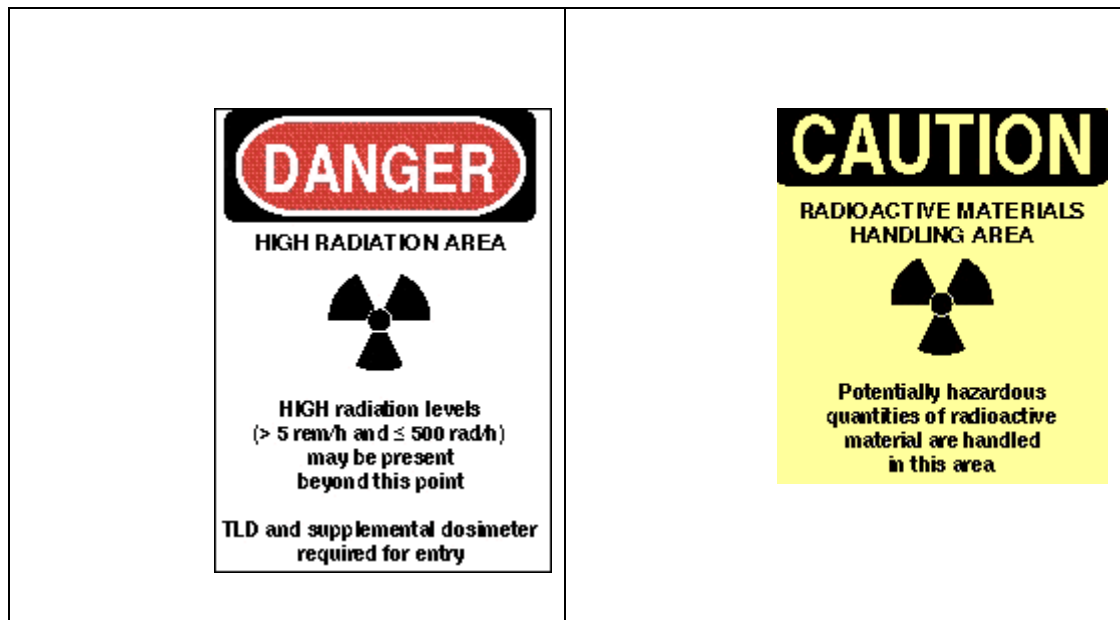 DANGER
HIGH RADIATION AREA
HIGH radiation levels
(> 5 rem/h and ≤ 500 rad/h)
may be present
beyond this point
TLD and supplemental dosimeter
required for entry
CAUTION
RADIOACTIVE MATERIALS
HANDLING AREA
Potentially hazardous
quantities of radioactive
material are handled
in this area